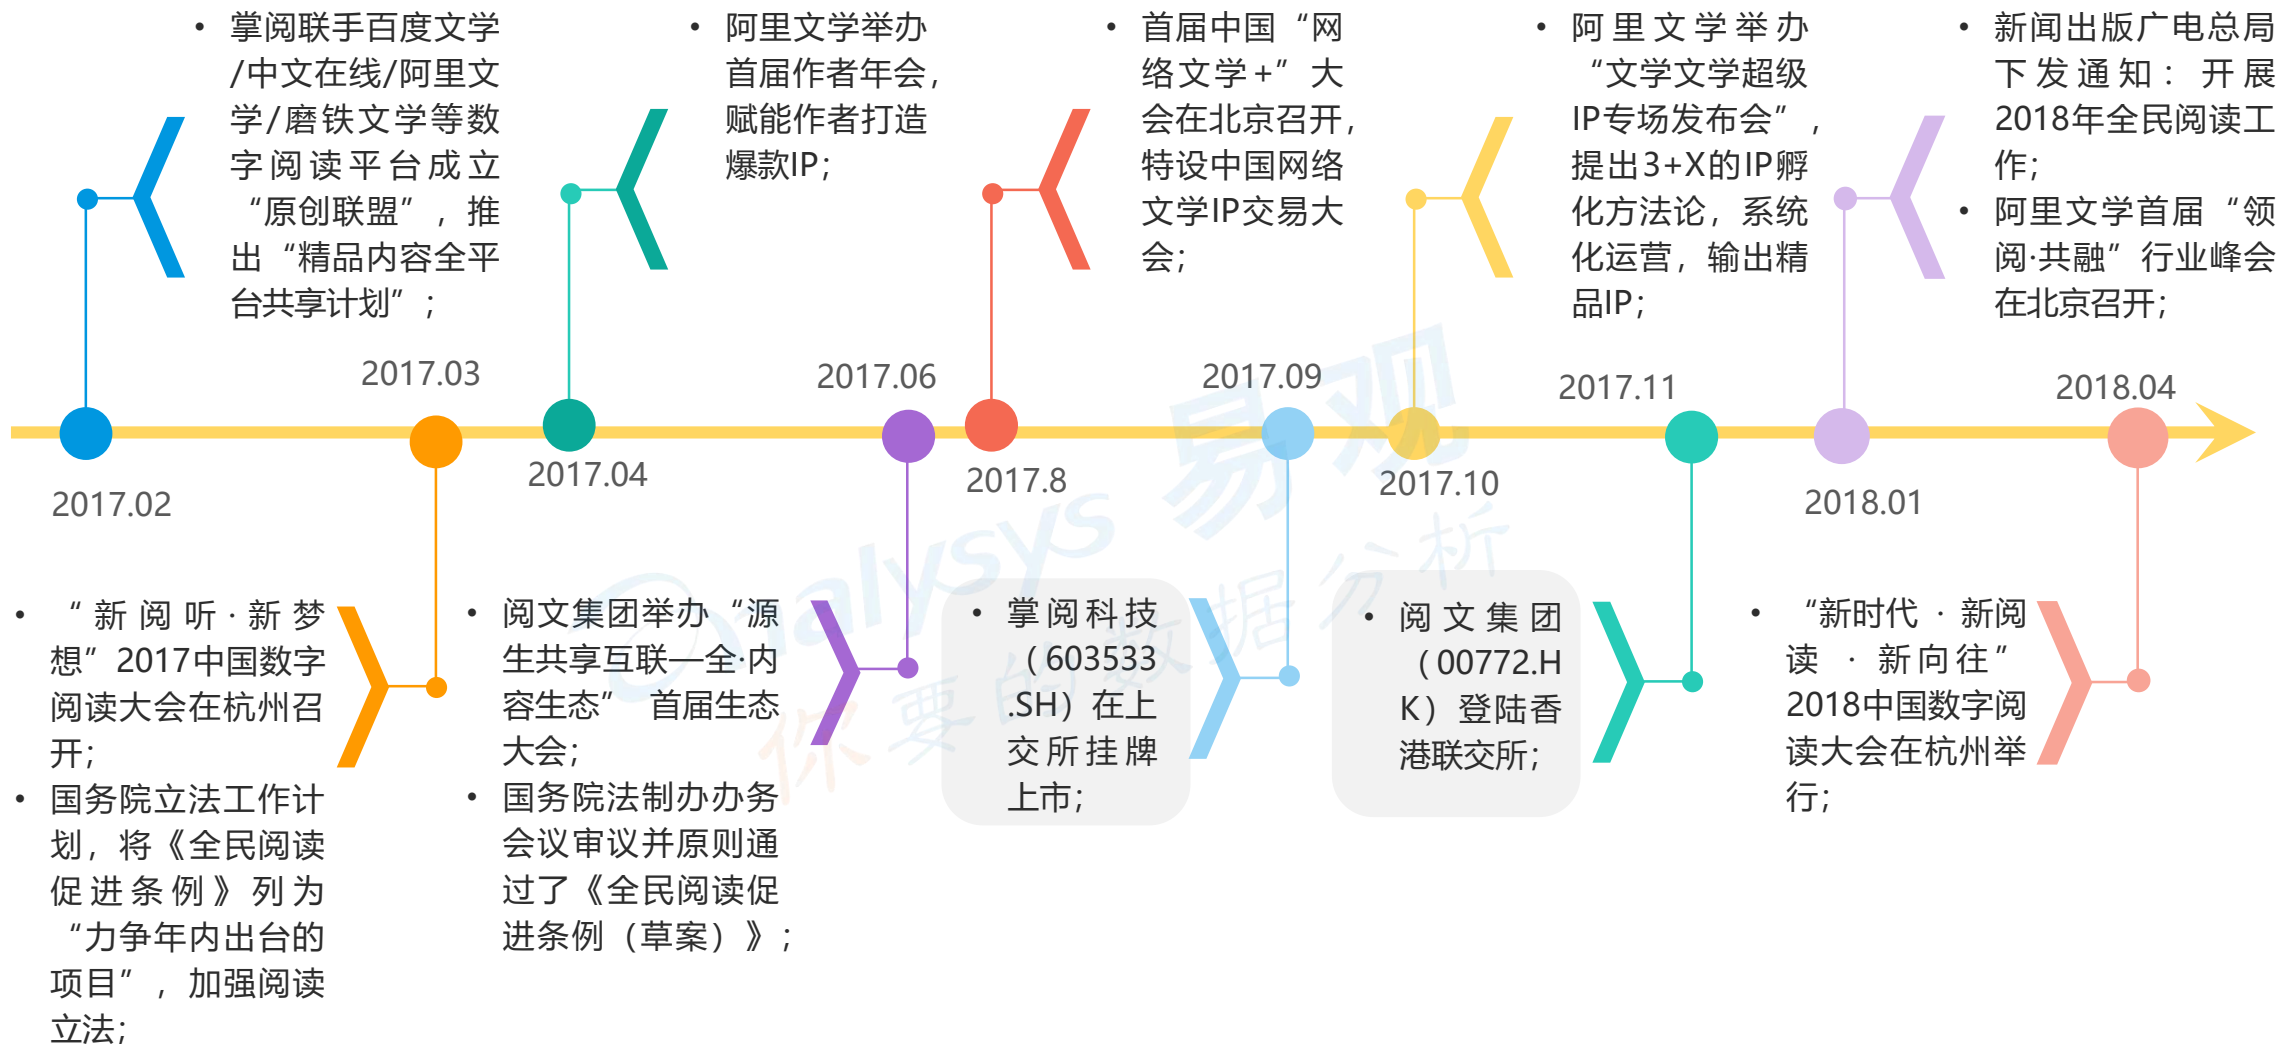 • 掌阅联手百度文学
/中文在线/阿里文
学/磨铁文学等数
字阅读平台成立
“原创联盟”，推
出“精品内容全平
台共享计划”；
• 阿里文学举办
首届作者年会，
赋能作者打造
爆款IP；
• 首届中国“网
络文学+”大
会在北京召开，
特设中国网络
文学IP交易大
会；
• 阿里文学举办
“文学文学超级
IP专场发布会”，
提出3+X的IP孵
化方法论，系统
化运营，输出精
品IP；
• 新闻出版广电总局
下发通知：开展
2018年全民阅读工
作；
• 阿里文学首届“领
阅·共融”行业峰会
在北京召开；
2017.03
2017.06
2017.09
2017.11
2018.04
2017.02
2017.04
2017.8
2017.10
2018.01
• “新阅听·新梦
想”2017中国数字
阅读大会在杭州召
开；
• 国务院立法工作计
划，将《全民阅读
促进条例》列为
“力争年内出台的
项目”，加强阅读
立法；
• 阅文集团举办“源
生共享互联—全·内
容生态” 首届生态
大会；
• 国务院法制办办务
会议审议并原则通
过了《全民阅读促
进条例（草案）》；
• 掌阅科技
（603533
.SH）在上
交所挂牌
上市；
• 阅文集团
（00772.H
K）登陆香
港联交所；
• “新时代 · 新阅
读 · 新向往”
2018中国数字阅
读大会在杭州举
行；
analysys 易观
你要的数据分析